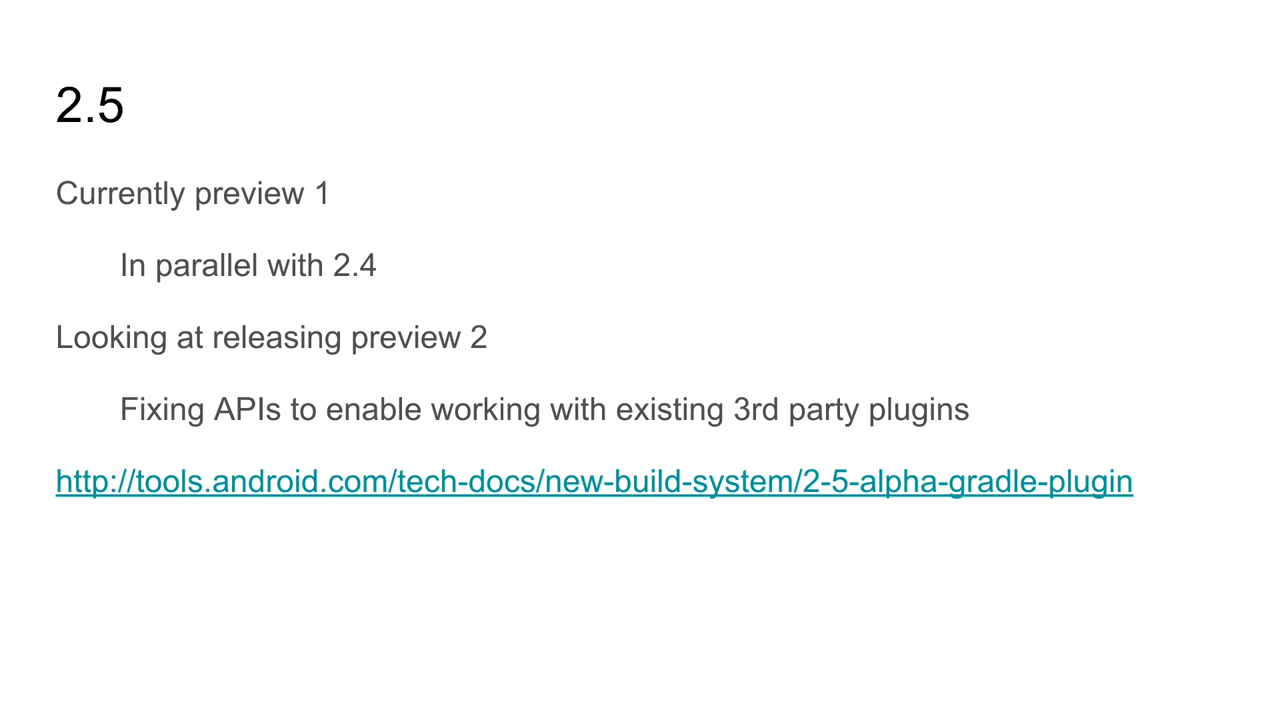 2.5
Currently preview 1
In parallel with 2.4
Looking at releasing preview 2
Fixing APIs to enable working with existing 3rd party plugins
http://tools.android.com/tech-docs/new-build-system/2-5-alpha-gradle-plugin